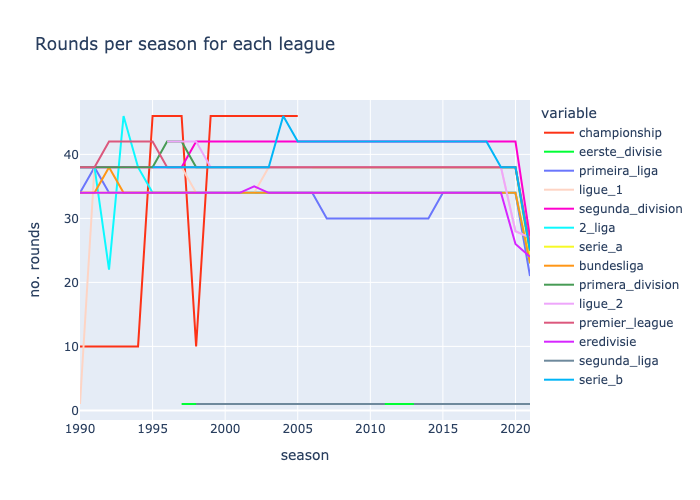 Rounds per season for each league
variable
championship
eerste_divisie
primeira_liga
ligue_1
segunda_division
2_liga
serie_a
bundesliga
primera_division
ligue_2
premier_league
eredivisie
segunda_liga
serie_b
no. rounds
40
30
20
10
0
1990 1995 2000 2005 2010 2015 2020
season